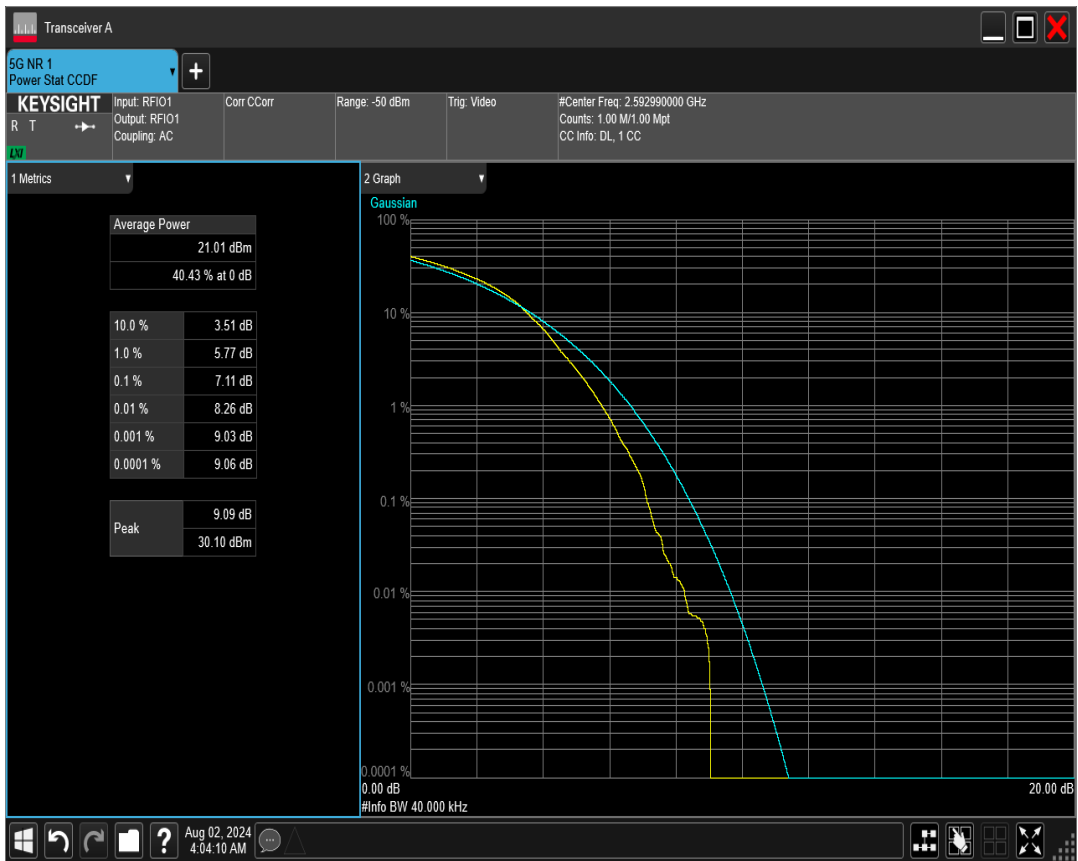 Transceiver A
5G NR 1
Power Stat CCDF
+
KEYSIGHT
R T
LXI
Input: RFIO1
Output: RFIO1
Coupling: AC
Corr CCorr
Range: -50 dBm
Trig: Video
#Center Freq: 2.592990000 GHz
Counts: 1.00 M/1.00 Mpt
CC Info: DL, 1 CC
1 Metrics
Average Power
21.01 dBm
40.43 % at 0 dB
10.0 % 3.51 dB
1.0 % 5.77 dB
0.1 % 7.11 dB
0.01 % 8.26 dB
0.001 % 9.03 dB
0.0001 % 9.06 dB
Peak 9.09 dB
30.10 dBm
2 Graph
Gaussian
100 %
10 %
1 %
0.1 %
0.01 %
0.001 %
0.0001 %
0.00 dB 20.00 dB
#Info BW 40.000 kHz
?
Aug 02, 2024
4:04:10 AM